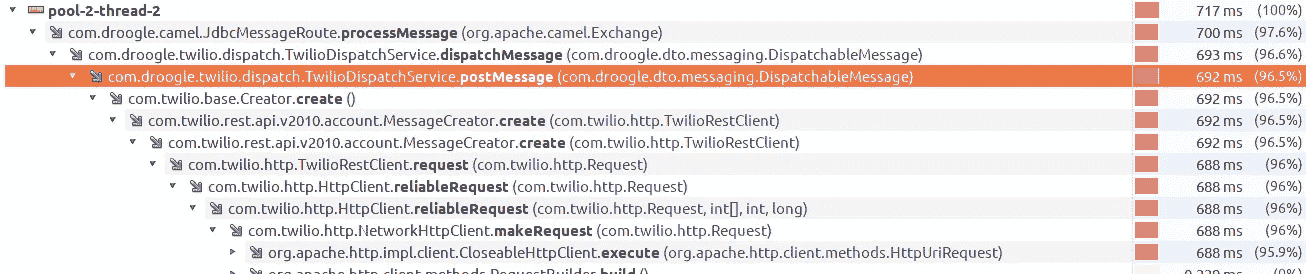 pool-2-thread-2 717 ms (100%)
com.droogle.camel.JdbcMessageRoute.processMessage (org.apache.camel.Exchange) 700 ms (97.6%)
com.droogle.twilio.dispatch.TwilioDispatchService.dispatchMessage (com.droogle.dto.messaging.DispatchableMessage) 693 ms (96.6%)
com.droogle.twilio.dispatch.TwilioDispatchService.postMessage (com.droogle.dto.messaging.DispatchableMessage) 692 ms (96.5%)
com.twilio.base.Creator.create () 692 ms (96.5%)
com.twilio.rest.api.v2010.account.MessageCreator.create (com.twilio.http.TwilioRestClient) 692 ms (96.5%)
com.twilio.rest.api.v2010.account.MessageCreator.create (com.twilio.http.TwilioRestClient) 692 ms (96.5%)
com.twilio.http.TwilioRestClient.request (com.twilio.http.Request) 688 ms (96%)
com.twilio.http.HttpClient.reliableRequest (com.twilio.http.Request) 688 ms (96%)
com.twilio.http.HttpClient.reliableRequest (com.twilio.http.Request, int[], int, long) 688 ms (96%)
com.twilio.http.NetworkHttpClient.makeRequest (com.twilio.http.Request) 688 ms (96%)
org.apache.http.impl.client.CloseableHttpClient.execute (org.apache.http.client.methods.HttpUriRequest) 688 ms (95.9%)
org.apache.http.client.methods.RequestBuilder.build () (0%)